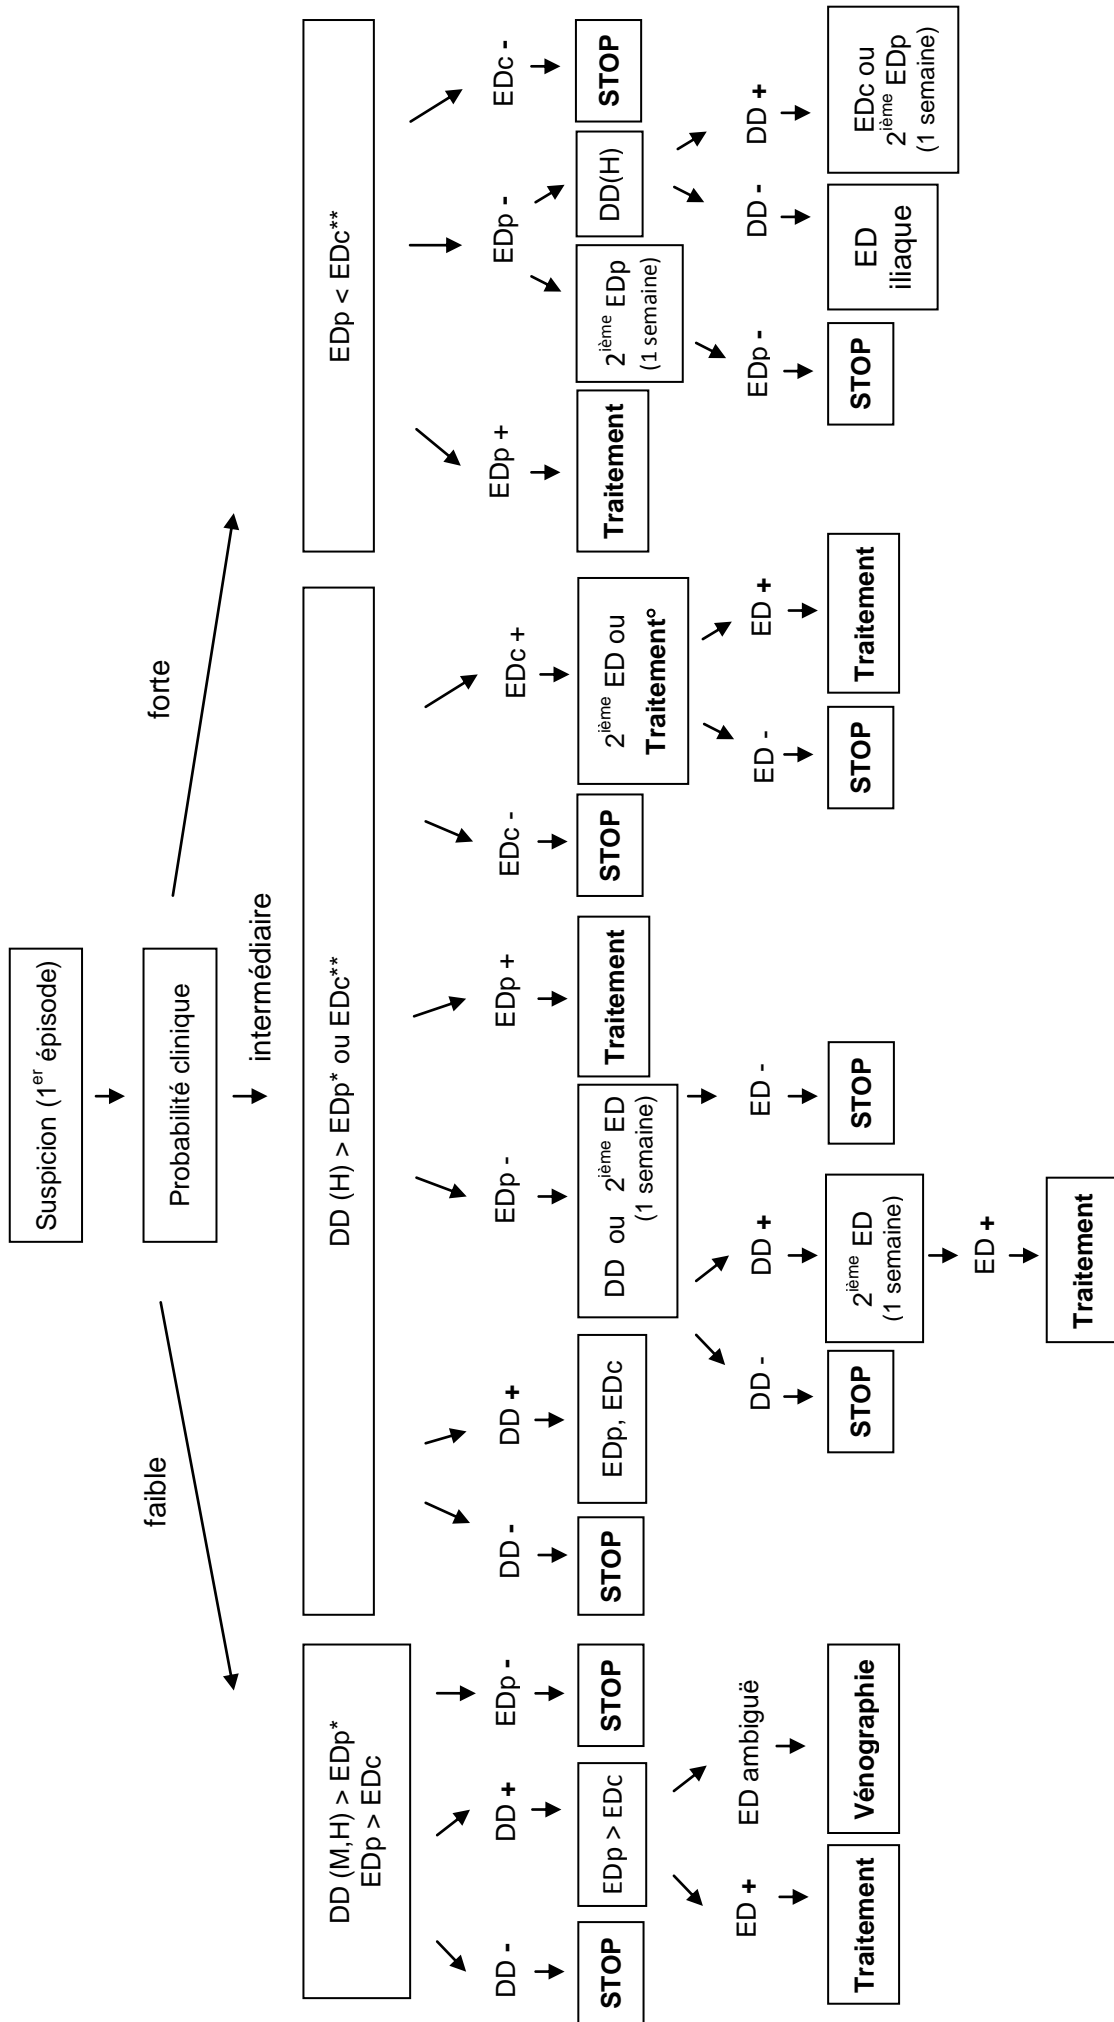 Suspicion (1er épisode)
Probabilité clinique
faible
intermédiaire
forte
DD (M,H) > EDp*
EDp > EDc
DD (H) > EDp* ou EDc**
EDp < EDc**
DD -
DD +
EDp -
DD -
DD +
EDp -
EDp +
EDc -
EDc +
EDp +
EDp -
EDc -
STOP
EDp > EDc
STOP
STOP
EDp, EDc
DD ou 2ième ED
(1 semaine)
Traitement
STOP
2ième ED ou
Traitement°
Traitement
2ième EDp
(1 semaine)
DD(H)
STOP
ED +
ED ambiguë
DD -
DD +
ED -
ED -
ED +
EDp -
DD -
DD +
Traitement
Vénographie
STOP
2ième ED
(1 semaine)
STOP
STOP
Traitement
STOP
ED
iliaque
EDc ou
2ième EDp
(1 semaine)
ED +
Traitement